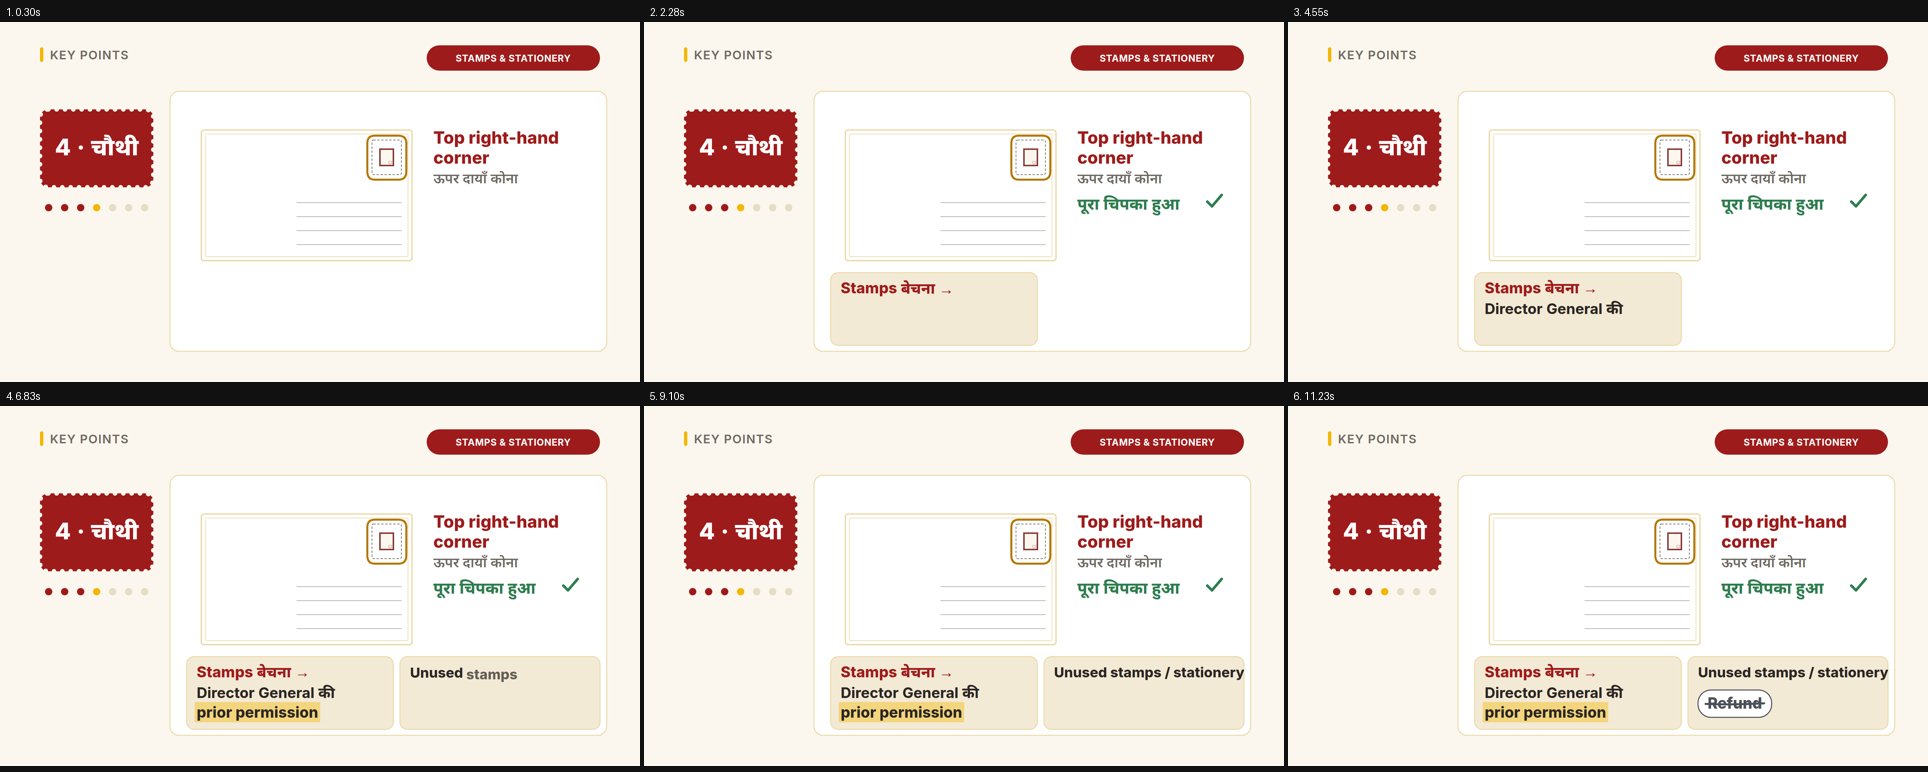 1. 0.30s
KEY POINTS
STAMPS & STATIONERY
4 · चौथी
Top right-hand
corner
ऊपर दायाँ कोना
2. 2.28s
KEY POINTS
STAMPS & STATIONERY
4 · चौथी
Top right-hand
corner
ऊपर दायाँ कोना
पूरा चिपका हुआ ✓
Stamps बेचना →
3. 4.55s
KEY POINTS
STAMPS & STATIONERY
4 · चौथी
Top right-hand
corner
ऊपर दायाँ कोना
पूरा चिपका हुआ ✓
Stamps बेचना →
Director General की
4. 6.83s
KEY POINTS
STAMPS & STATIONERY
4 · चौथी
Top right-hand
corner
ऊपर दायाँ कोना
पूरा चिपका हुआ ✓
Stamps बेचना →
Director General की
prior permission
Unused stamps
5. 9.10s
KEY POINTS
STAMPS & STATIONERY
4 · चौथी
Top right-hand
corner
ऊपर दायाँ कोना
पूरा चिपका हुआ ✓
Stamps बेचना →
Director General की
prior permission
Unused stamps / stationery
6. 11.23s
KEY POINTS
STAMPS & STATIONERY
4 · चौथी
Top right-hand
corner
ऊपर दायाँ कोना
पूरा चिपका हुआ ✓
Stamps बेचना →
Director General की
prior permission
Unused stamps / stationery
Refund